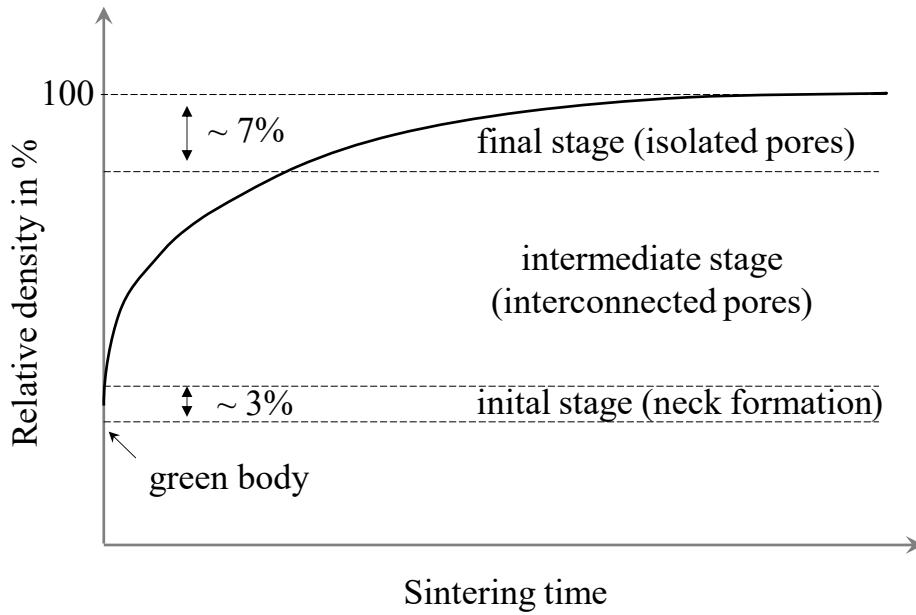 100
~ 7%
final stage (isolated pores)
Relative density in %
intermediate stage
(interconnected pores)
~ 3%
inital stage (neck formation)
green body
Sintering time